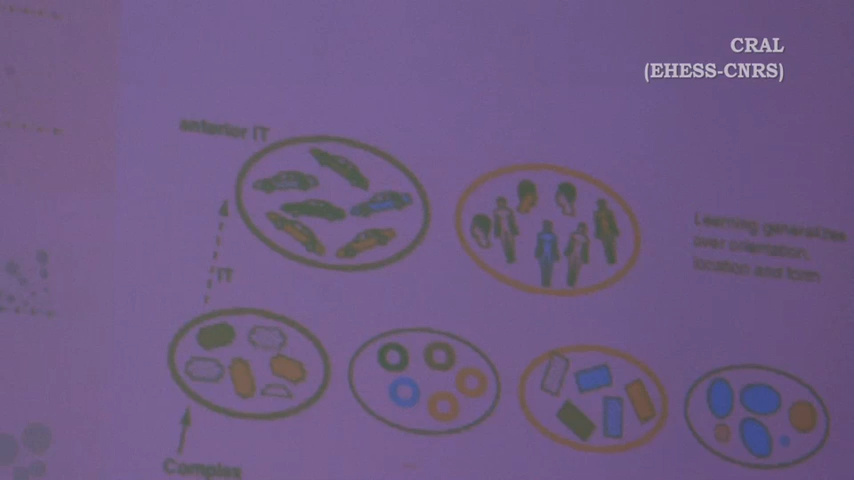 CRAL
(EHESS-CNRS)
anterior IT
Learning generalizes
over orientation,
location and form
IT
Complex